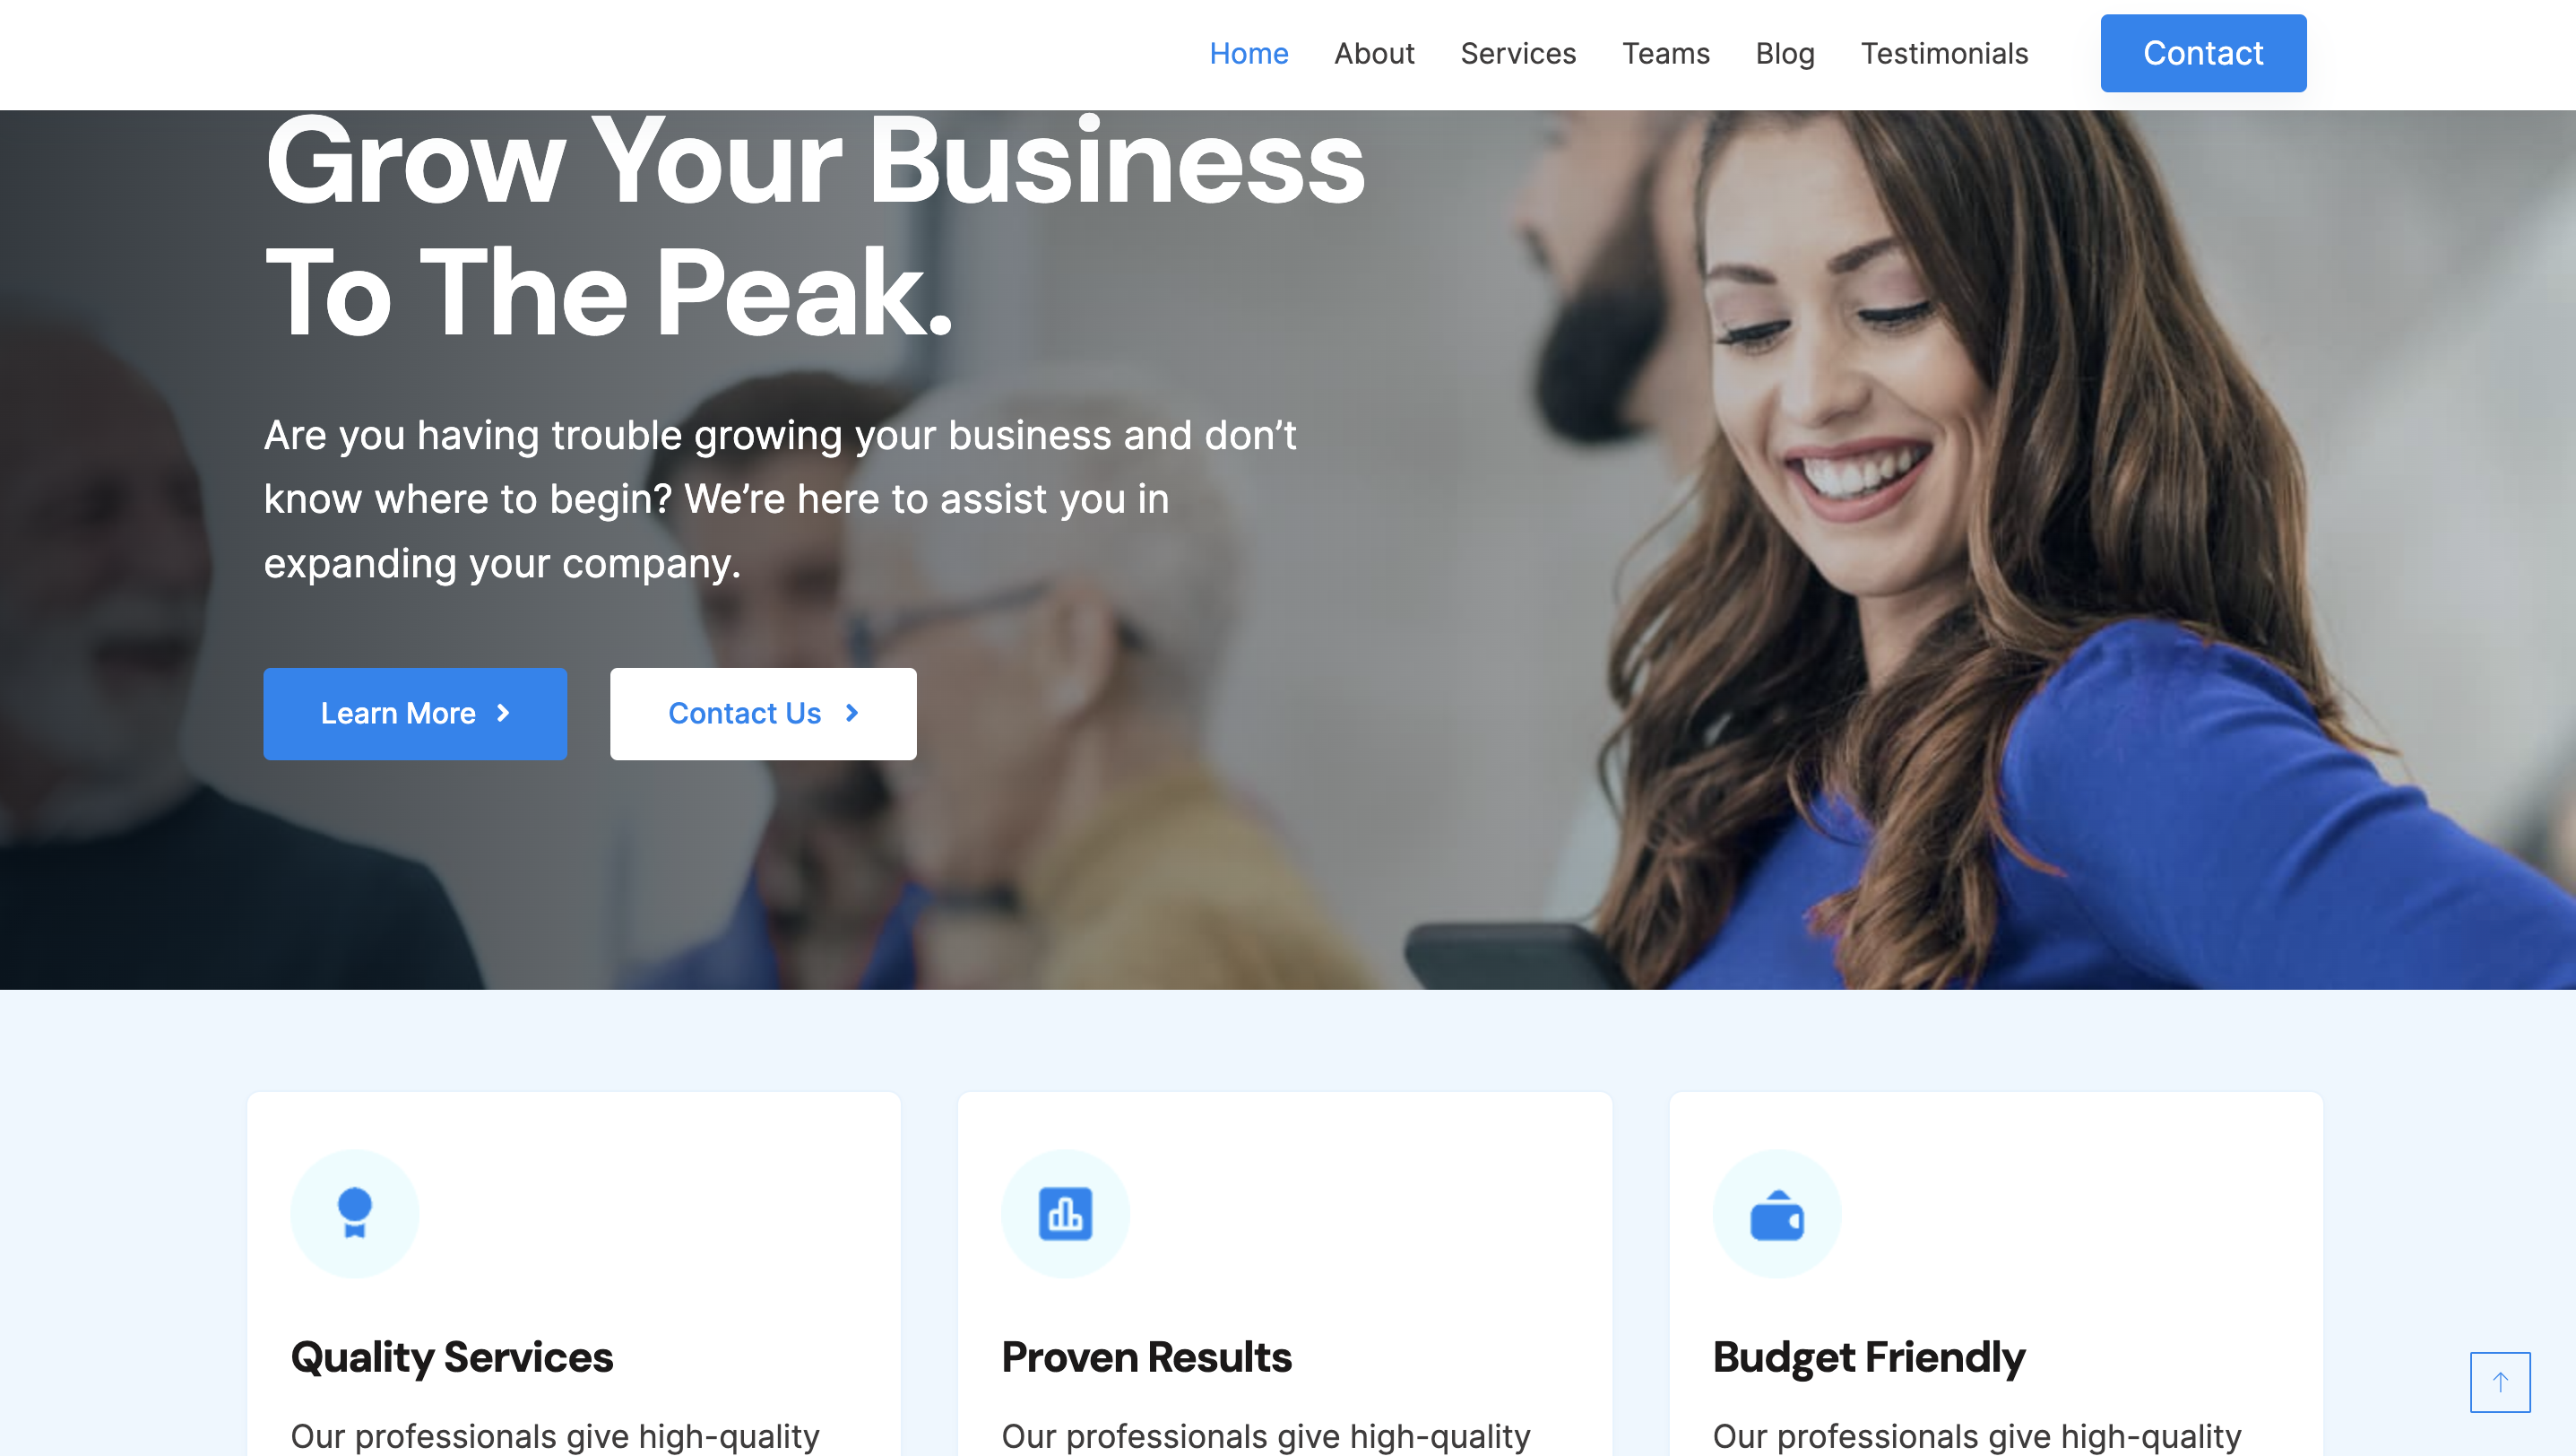 Home About Services Teams Blog Testimonials Contact
Grow Your Business
To The Peak.
Are you having trouble growing your business and don’t
know where to begin? We’re here to assist you in
expanding your company.
Learn More Contact Us
Quality Services
Our professionals give high-quality
Proven Results
Our professionals give high-quality
Budget Friendly
Our professionals give high-quality